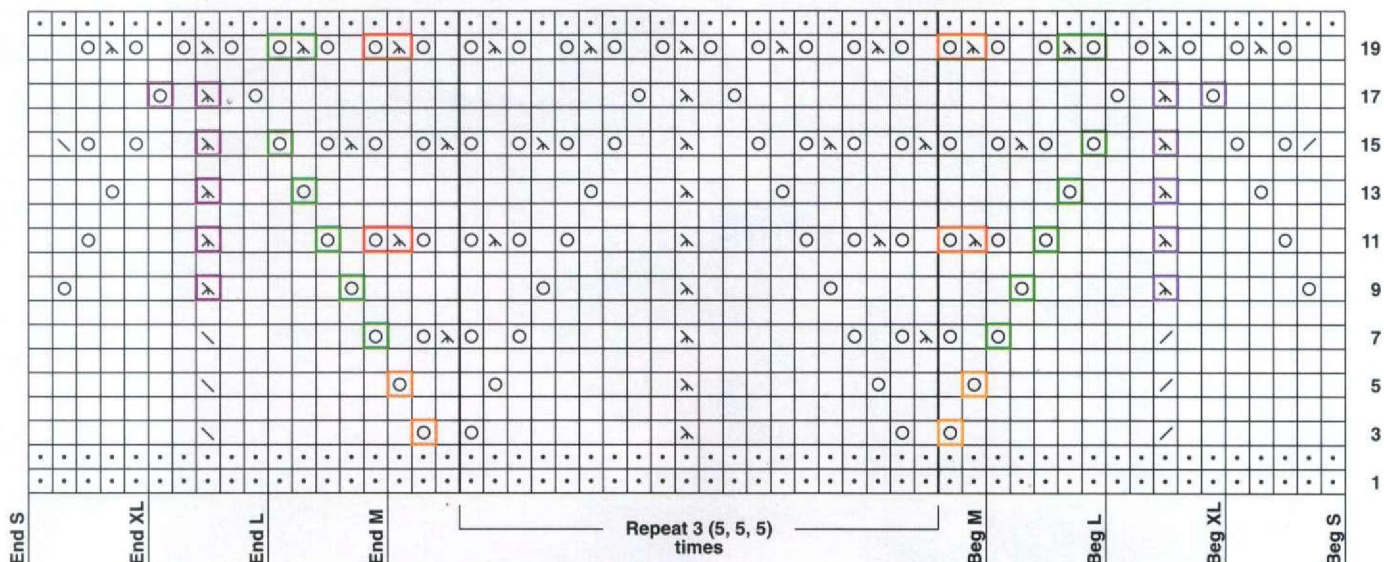 19
17
15
13
11
9
7
5
3
1
End S
End XL
End L
End M
Repeat 3 (5, 5, 5)
times
Beg M
Beg L
Beg XL
Beg S